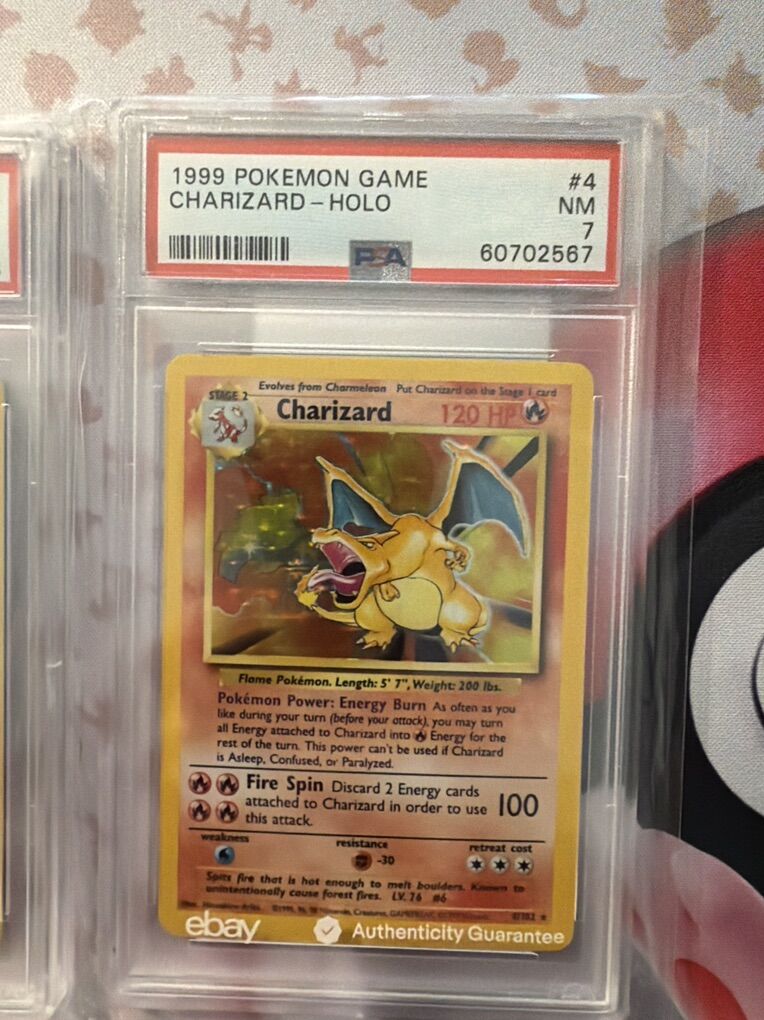 1999 POKEMON GAME #4
CHARIZARD – HOLO NM
7
PSA 60702567
Evolves from Charmeleon Put Charizard on the Stage 1 card
STAGE 2
Charizard 120 HP
Flame Pokémon. Length: 5' 7", Weight: 200 lbs.
Pokémon Power: Energy Burn As often as you
like during your turn (before your attack), you may turn
all Energy attached to Charizard into Energy for the
rest of the turn. This power can't be used if Charizard
is Asleep, Confused, or Paralyzed.
Fire Spin Discard 2 Energy cards
attached to Charizard in order to use 100
this attack.
weakness resistance retreat cost
-30
Spits fire that is hot enough to melt boulders. Known to
unintentionally cause forest fires. LV. 76 #6
4/102
ebay Authenticity Guarantee